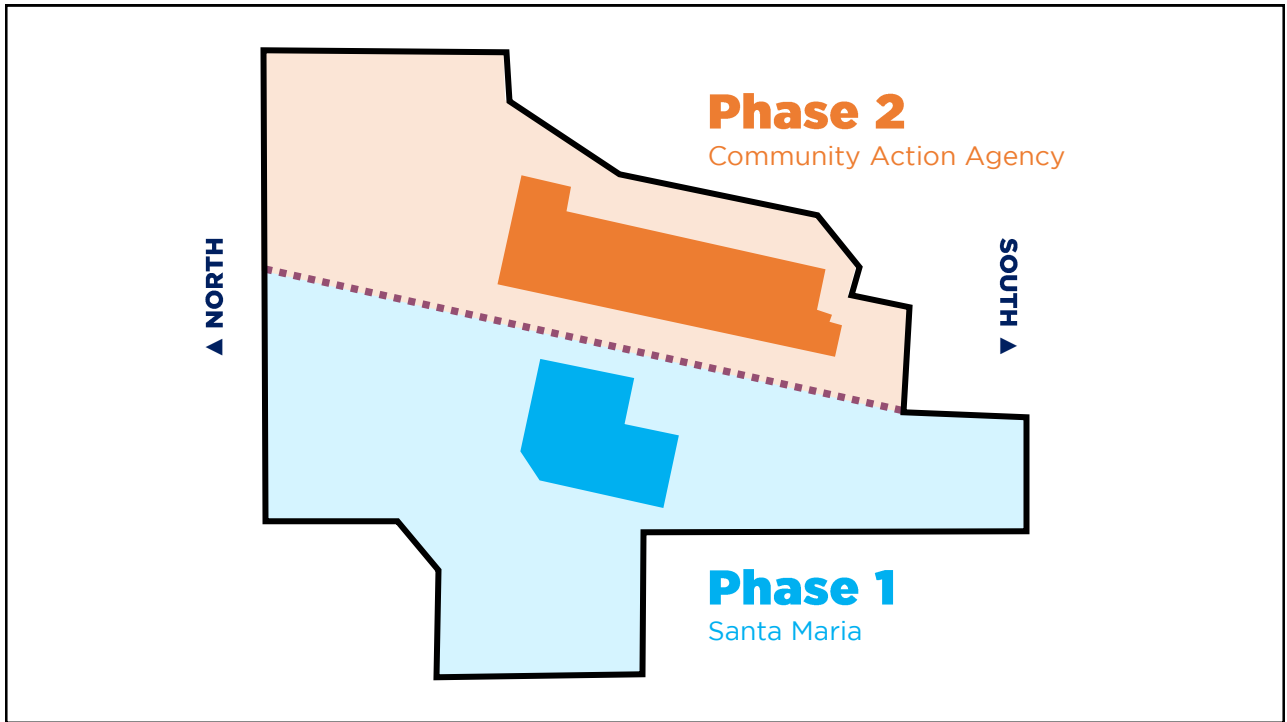 Phase 2
Community Action Agency
▲ NORTH
SOUTH ▲
Phase 1
Santa Maria